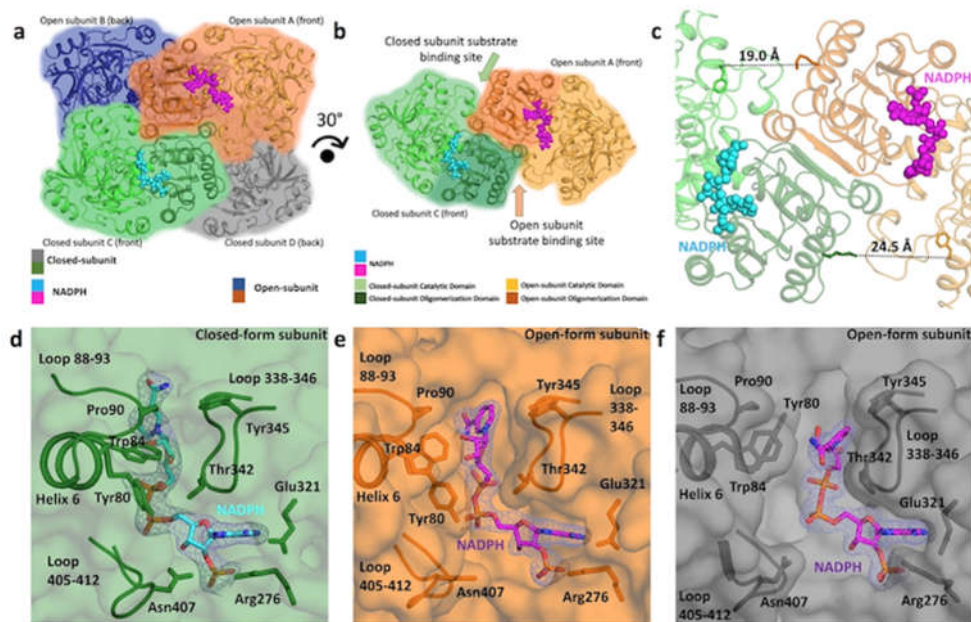 a
Open subunit B (back)
Open subunit A (front)
Closed subunit C (front)
Closed subunit D (back)
Closed-subunit
NADPH
Open-subunit
30°
b
Closed subunit substrate
binding site
Open subunit A (front)
Closed subunit C (front)
Open subunit
substrate binding site
NADPH
Closed-subunit Catalytic Domain
Closed-subunit Oligomerization Domain
Open-subunit Catalytic Domain
Open-subunit Oligomerization Domain
c
19.0 Å
NADPH
NADPH
24.5 Å
d
Closed-form subunit
Loop 88-93
Loop 338-346
Pro90
Tyr345
Trp84
Thr342
Helix 6
Tyr80
Glu321
NADPH
Loop
405-412
Asn407
Arg276
e
Open-form subunit
Loop
88-93
Pro90
Tyr345
Loop
338-
346
Trp84
Thr342
Glu321
Tyr80
NADPH
Loop
405-412
Asn407
Arg276
f
Open-form subunit
Loop
88-93
Pro90
Tyr80
Tyr345
Thr342
Loop
338-346
Helix 6
Trp84
Glu321
NADPH
Loop
405-412
Asn407
Arg276